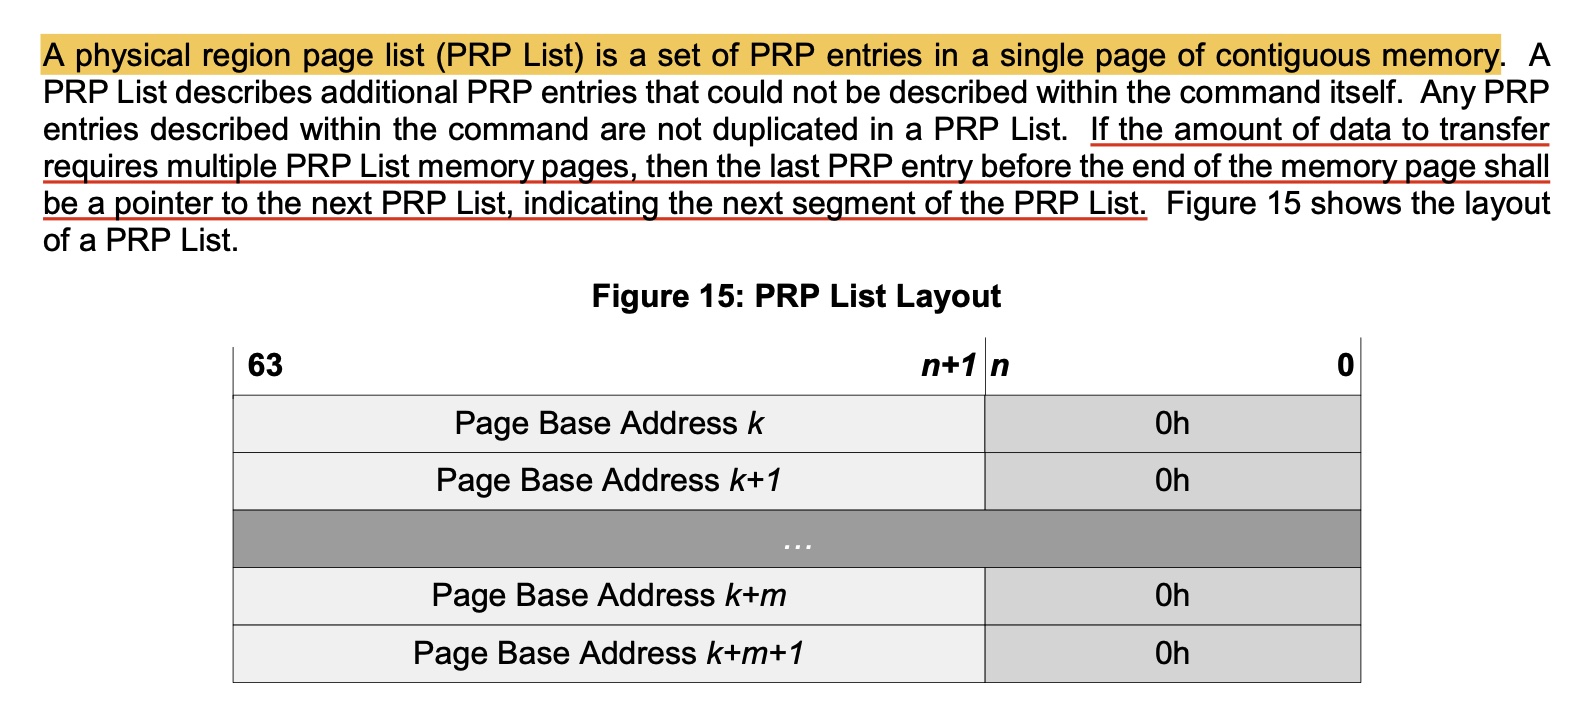 A physical region page list (PRP List) is a set of PRP entries in a single page of contiguous memory. A
PRP List describes additional PRP entries that could not be described within the command itself. Any PRP
entries described within the command are not duplicated in a PRP List. If the amount of data to transfer
requires multiple PRP List memory pages, then the last PRP entry before the end of the memory page shall
be a pointer to the next PRP List, indicating the next segment of the PRP List. Figure 15 shows the layout
of a PRP List.
Figure 15: PRP List Layout
63 n+1 n 0
Page Base Address k 0h
Page Base Address k+1 0h
...
Page Base Address k+m 0h
Page Base Address k+m+1 0h